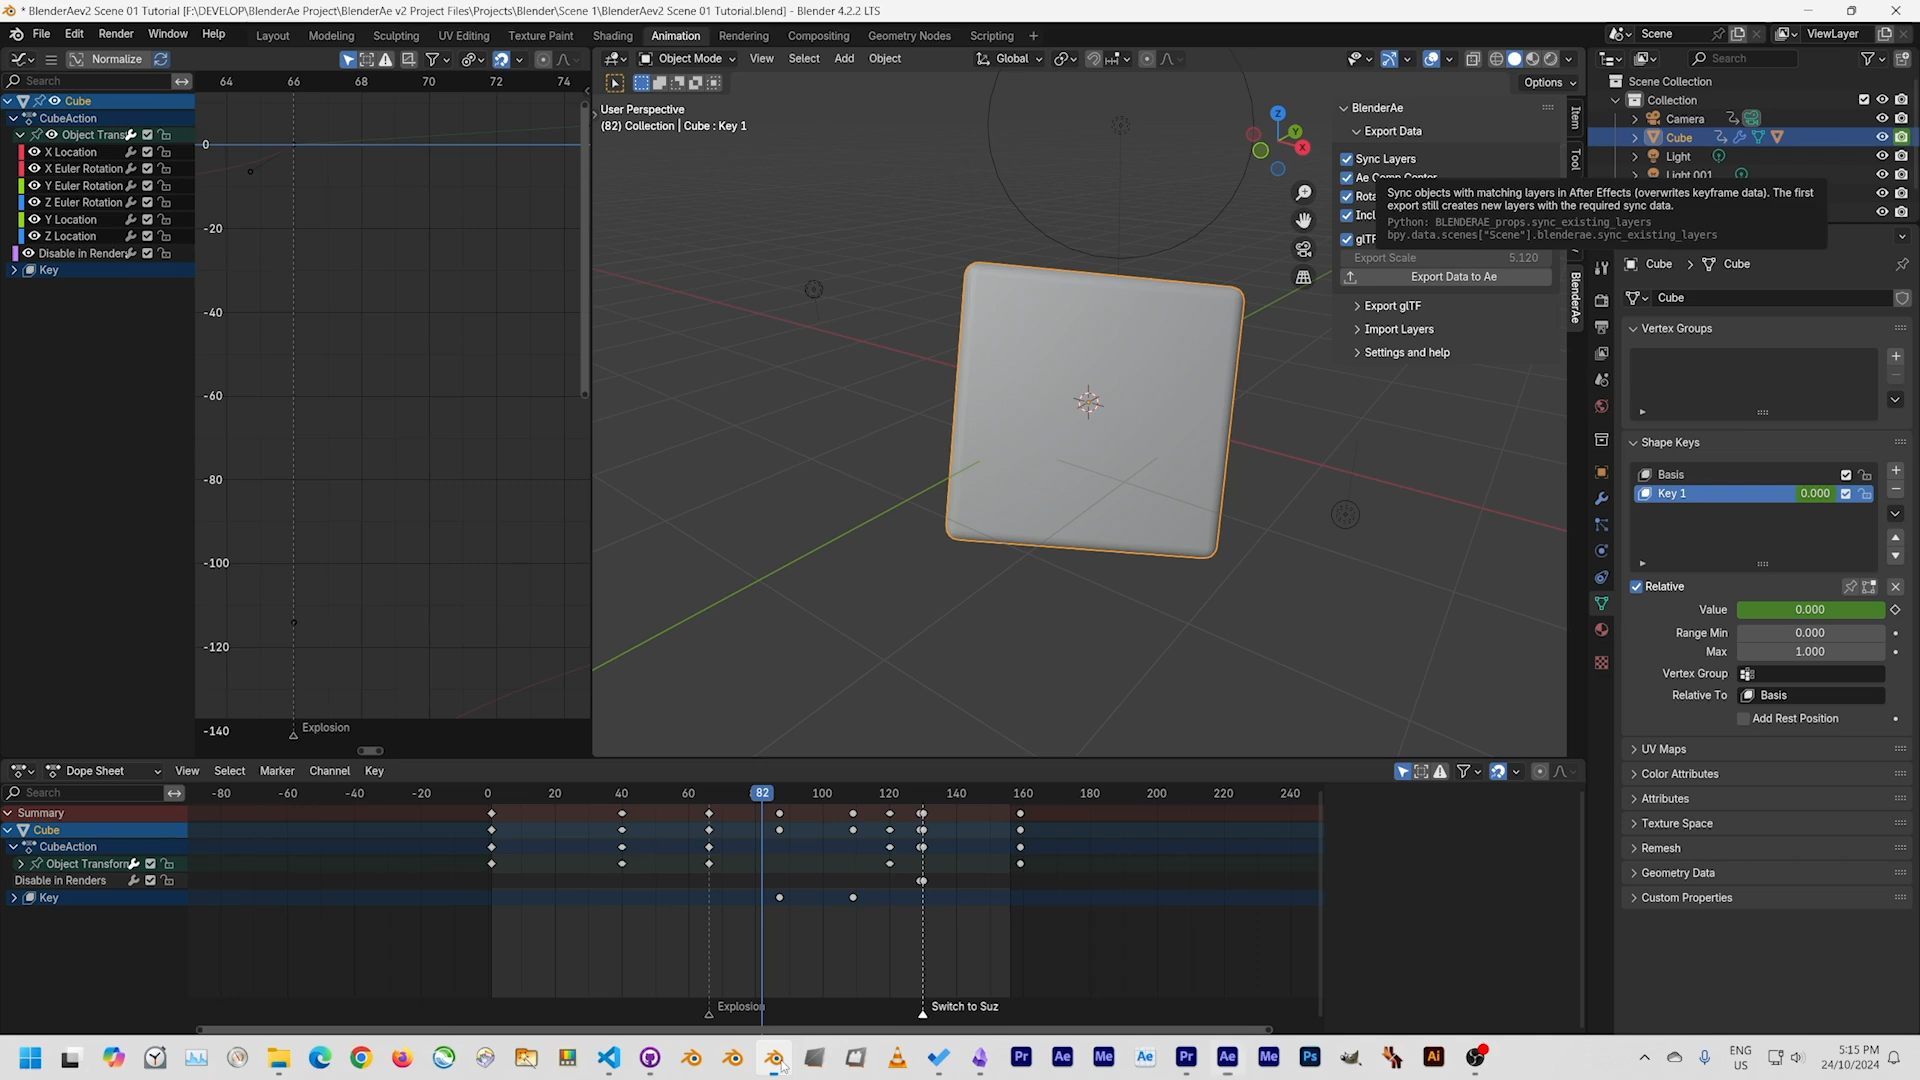 * BlenderAev2 Scene 01 Tutorial [F:\DEVELOP\BlenderAe Project\BlenderAe v2 Project Files\Projects\Blender\Scene 1\BlenderAev2 Scene 01 Tutorial.blend] - Blender 4.2.2 LTS
File Edit Render Window Help Layout Modeling Sculpting UV Editing Texture Paint Shading Animation Rendering Compositing Geometry Nodes Scripting + Scene ViewLayer
Normalize Object Mode View Select Add Object Global Search
Search 64 66 68 70 72 74 Options
Cube
CubeAction
Object Trans
X Location
X Euler Rotation
Y Euler Rotation
Z Euler Rotation
Y Location
Z Location
Disable in Renders
Key
0
-20
-40
-60
-80
-100
-120
-140
Explosion
User Perspective
(82) Collection | Cube : Key 1
Z
Y
X
BlenderAe
Export Data
Sync Layers
Ae Comp Center
Rota
Incl
glTF
Export Scale 5.120
Export Data to Ae
Export glTF
Import Layers
Settings and help
Item
Tool
BlenderAe
Sync objects with matching layers in After Effects (overwrites keyframe data). The first
export still creates new layers with the required sync data.
Python: BLENDERAE_props.sync_existing_layers
bpy.data.scenes["Scene"].blenderae.sync_existing_layers
Scene Collection
Collection
Camera
Cube
Light
Light.001
Cube > Cube
Cube
Vertex Groups
Shape Keys
Basis
Key 1 0.000
Relative
Value 0.000
Range Min 0.000
Max 1.000
Vertex Group
Relative To Basis
Add Rest Position
UV Maps
Color Attributes
Attributes
Texture Space
Remesh
Geometry Data
Custom Properties
Dope Sheet View Select Marker Channel Key
Search -80 -60 -40 -20 0 20 40 60 82 100 120 140 160 180 200 220 240
Summary
Cube
CubeAction
Object Transform
Disable in Renders
Key
Explosion Switch to Suz
Pr Ae Me Ae Pr Ae Me Ps Ai
ENG
US
5:15 PM
24/10/2024